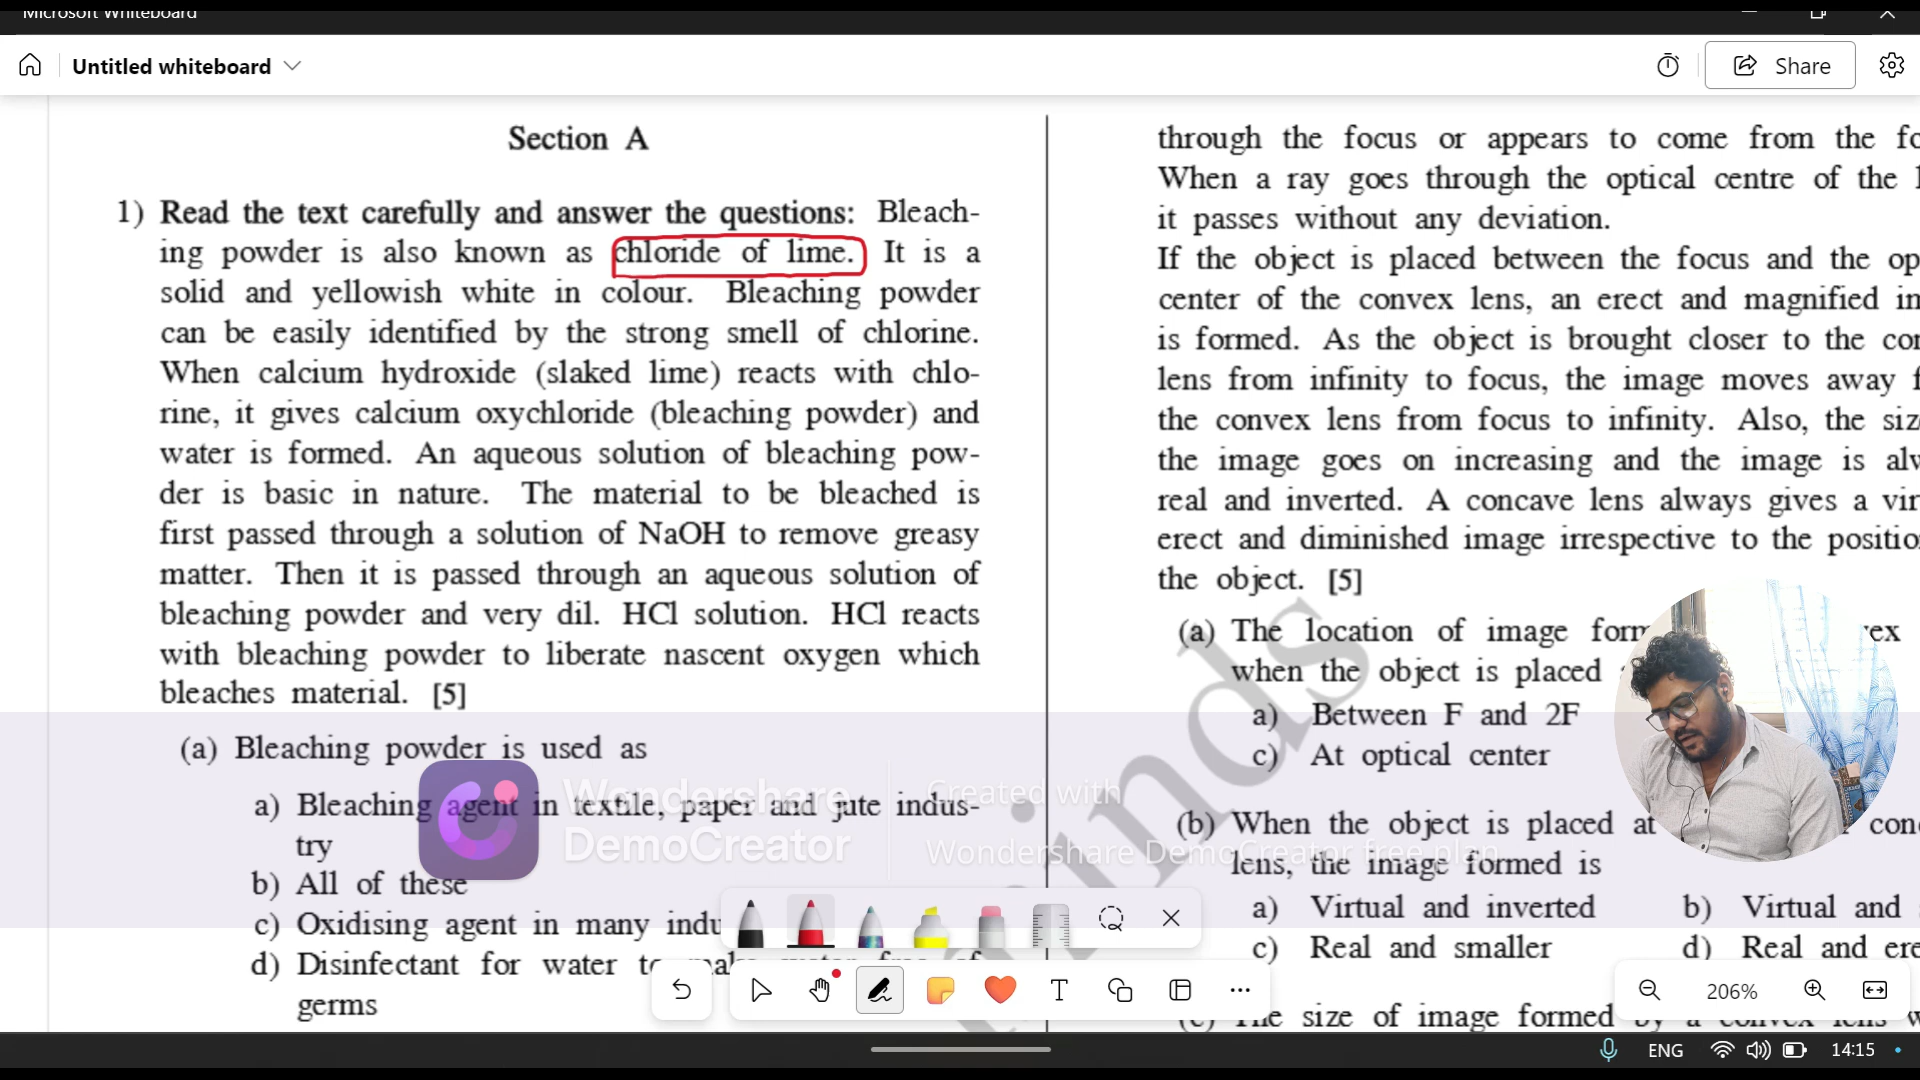 Microsoft Whiteboard
Untitled whiteboard
Share
Section A
1) Read the text carefully and answer the questions: Bleach-
ing powder is also known as chloride of lime. It is a
solid and yellowish white in colour. Bleaching powder
can be easily identified by the strong smell of chlorine.
When calcium hydroxide (slaked lime) reacts with chlo-
rine, it gives calcium oxychloride (bleaching powder) and
water is formed. An aqueous solution of bleaching pow-
der is basic in nature. The material to be bleached is
first passed through a solution of NaOH to remove greasy
matter. Then it is passed through an aqueous solution of
bleaching powder and very dil. HCl solution. HCl reacts
with bleaching powder to liberate nascent oxygen which
bleaches material. [5]
(a) Bleaching powder is used as
a) Bleaching agent in textile, paper and jute indus-
try
b) All of these
c) Oxidising agent in many
d) Disinfectant for water
germs
through the focus or appears to come from the
When a ray goes through the optical centre of the
it passes without any deviation.
If the object is placed between the focus and the
center of the convex lens, an erect and magnified
is formed. As the object is brought closer to the
lens from infinity to focus, the image moves away
the convex lens from focus to infinity. Also, the
the image goes on increasing and the image is
real and inverted. A concave lens always gives a
erect and diminished image irrespective to the
the object. [5]
(a) The location of image
when the object is placed
a) Between F and 2F
c) At optical center
(b) When the object is placed at
lens, the image formed is
a) Virtual and inverted
b) Virtual and
c) Real and smaller
d) Real and
size of image formed
Wondershare
DemoCreator
Created with
Wondershare DemoCreator free plan
206%
ENG
14:15